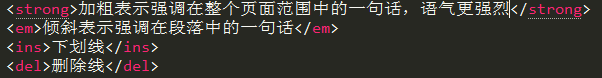 <strong>加粗表示强调在整个页面范围中的一句话，语气更强烈</strong>
<em>倾斜表示强调在段落中的一句话</em>
<ins>下划线</ins>
<del>删除线</del>